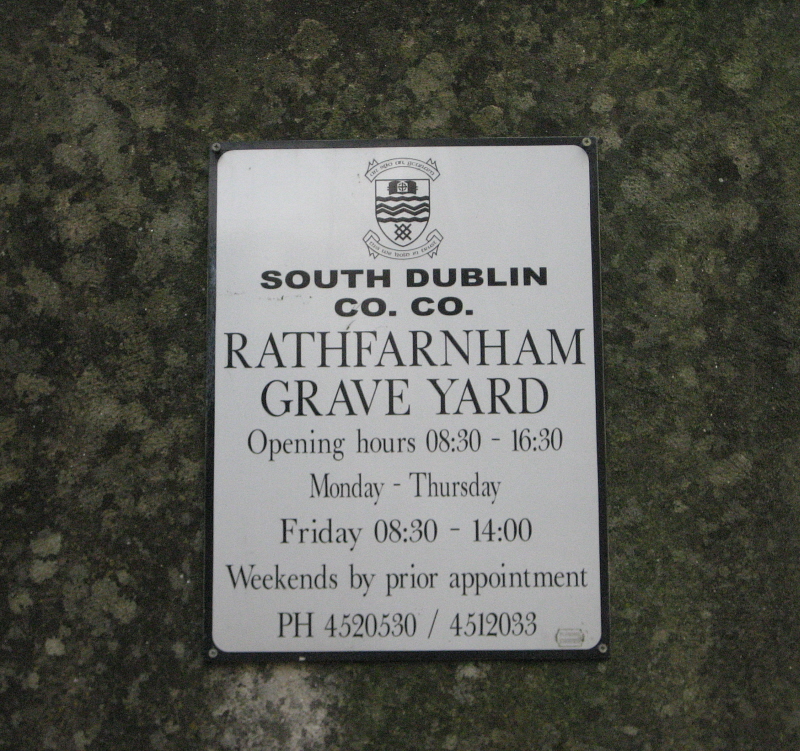 SOUTH DUBLIN
CO. CO.
RATHFARNHAM
GRAVE YARD
Opening hours 08:30 - 16:30
Monday - Thursday
Friday 08:30 - 14:00
Weekends by prior appointment
PH 4520530 / 4512033